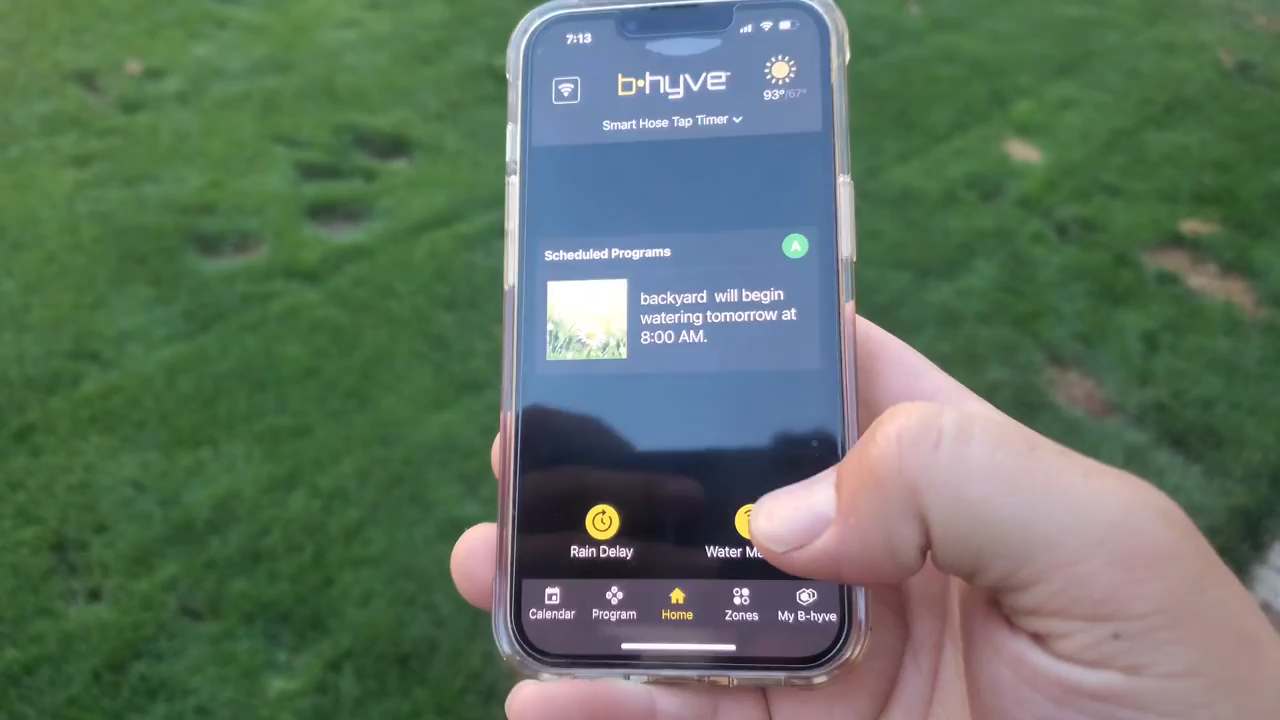 7:13
b•hyve
93°/67°
Smart Hose Tap Timer
Scheduled Programs
A
backyard will begin
watering tomorrow at
8:00 AM.
Rain Delay
Water
Calendar
Program
Home
Zones
My B-hyve